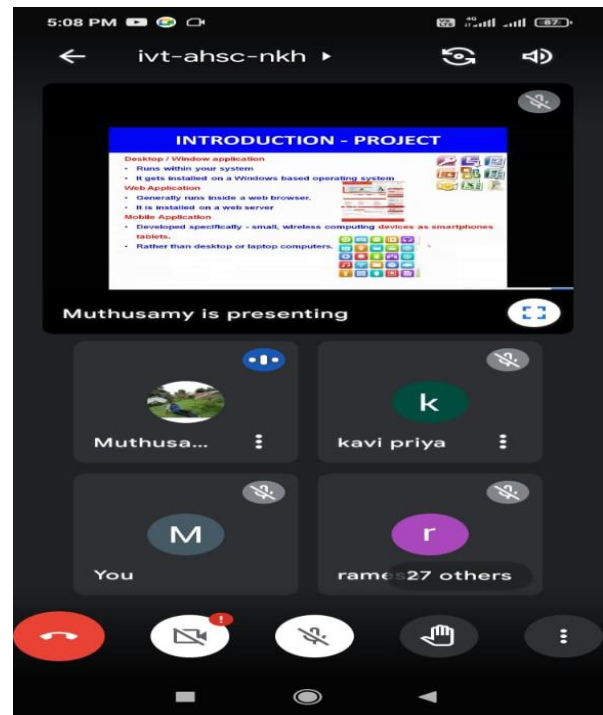 5:08 PM
4G
87
ivt-ahsc-nkh
INTRODUCTION - PROJECT
Desktop / Window application
- Runs within your system
- It gets installed on a Windows based operating system
Web Application
- Generally runs inside a web browser.
- It is installed on a web server
Mobile Application
- Developed specifically - small, wireless computing devices as smartphones
tablets.
- Rather than desktop or laptop computers.
Muthusamy is presenting
Muthusa...
k
kavi priya
M
You
r
rames27 others